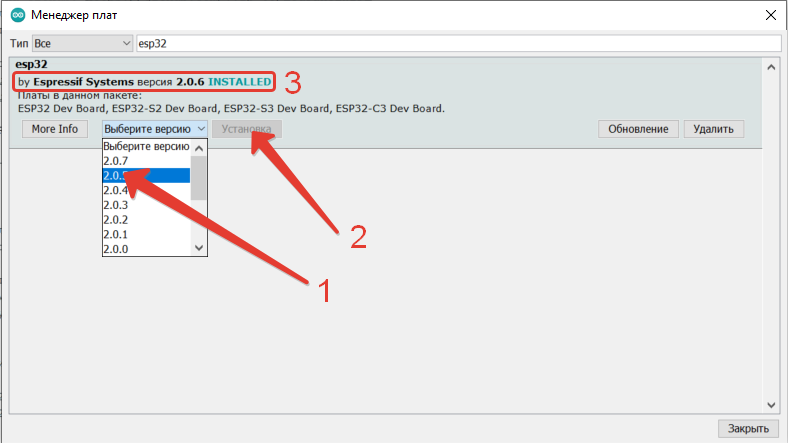 Менеджер плат
Тип Все esp32
esp32
by Espressif Systems версия 2.0.6 INSTALLED 3
Платы в данном пакете:
ESP32 Dev Board, ESP32-S2 Dev Board, ESP32-S3 Dev Board, ESP32-C3 Dev Board.
More Info Выберите версию Установка Обновление Удалить
Выберите версию
2.0.7
2.0.4
2.0.3
2.0.2
2.0.1
2.0.0
2
1
Закрыть